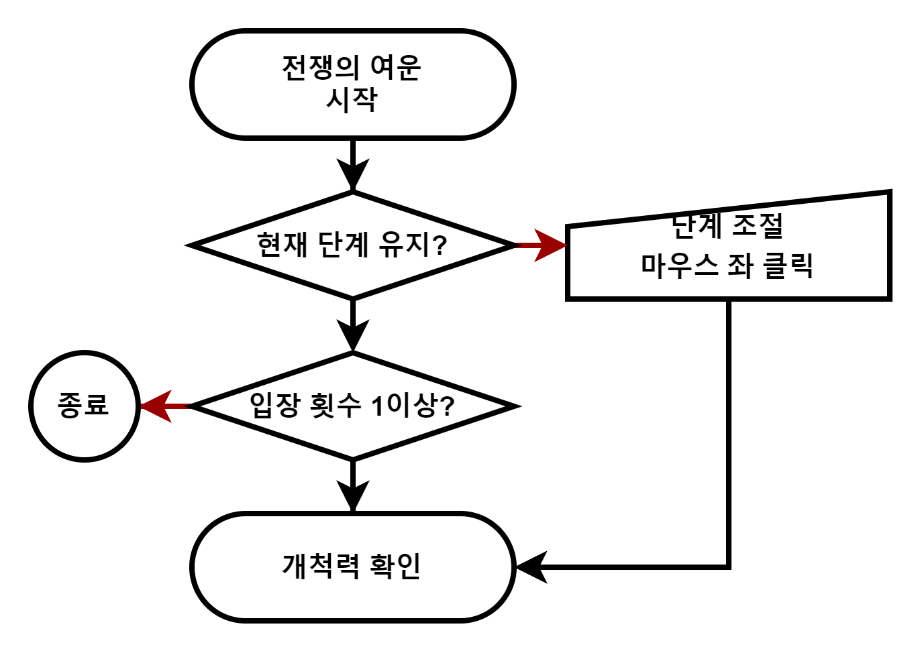 전쟁의 여운
시작
현재 단계 유지?
단계 조절
마우스 좌 클릭
종료
입장 횟수 1이상?
개척력 확인